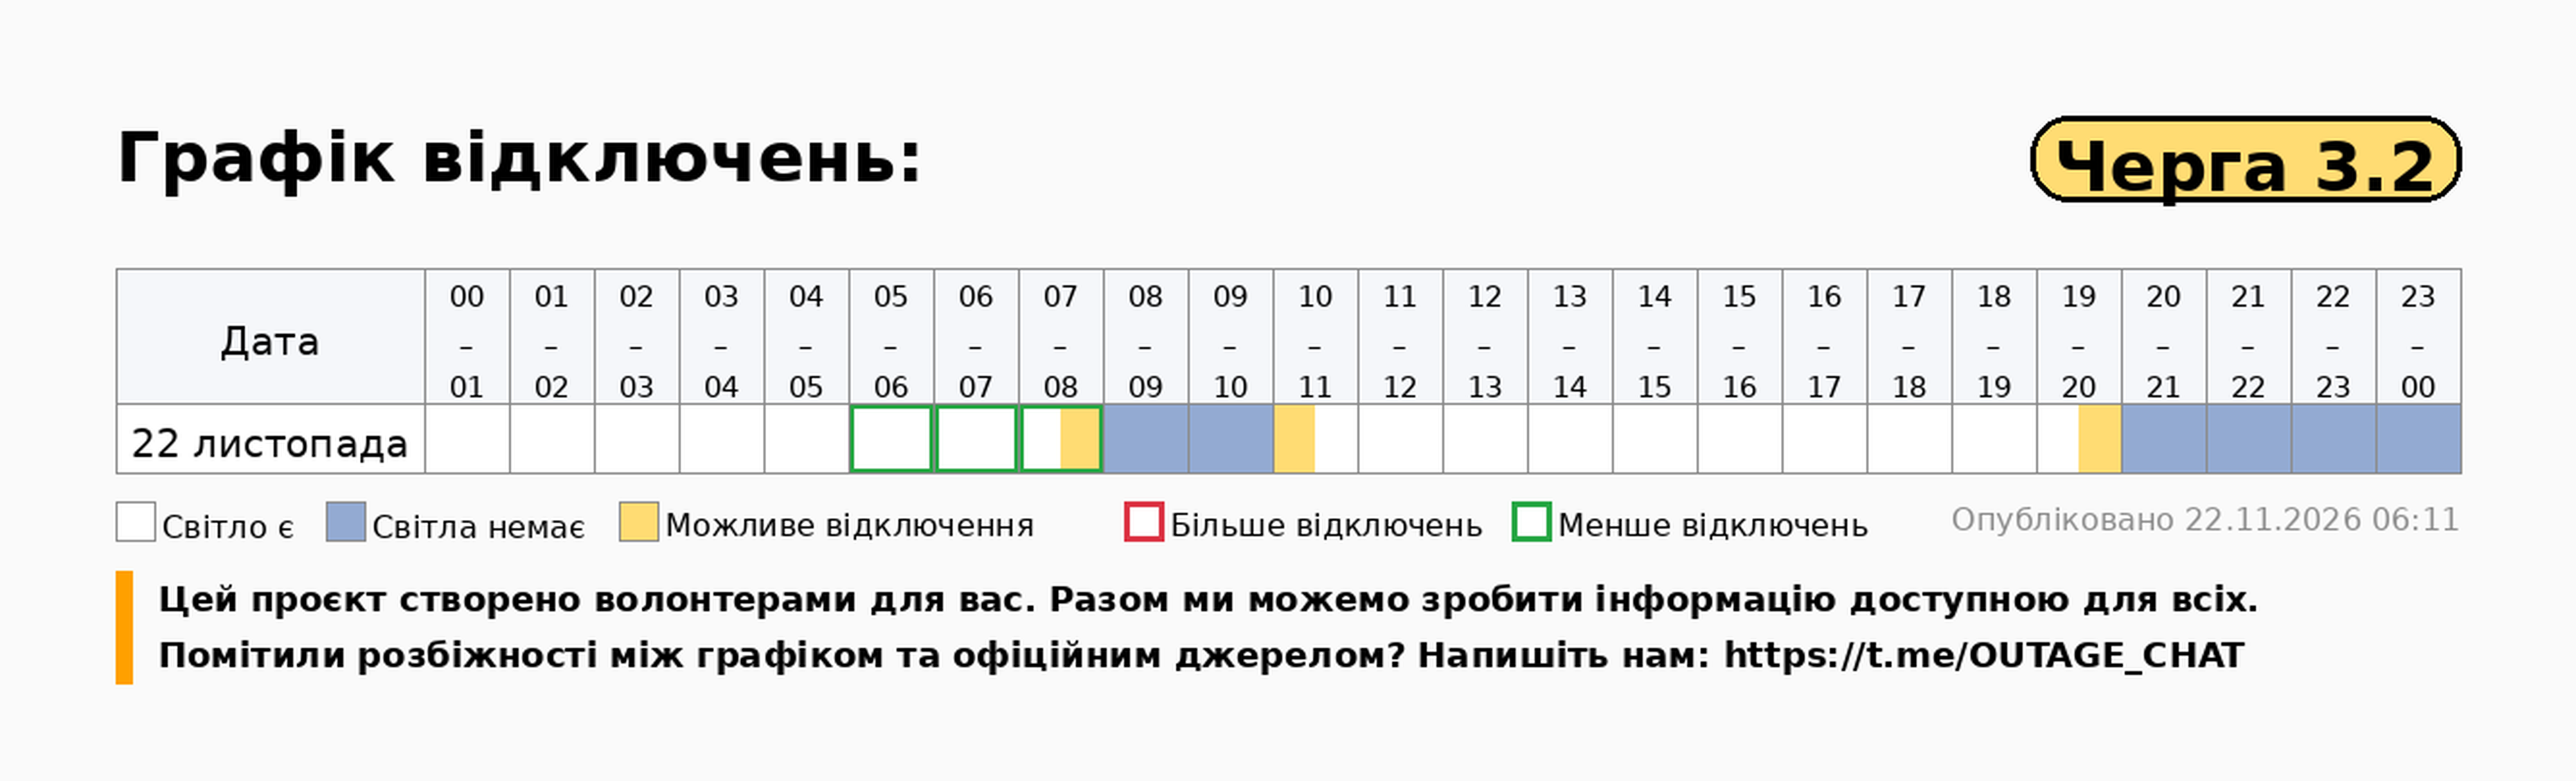 Графік відключень:
Черга 3.2
Дата
00 – 01
01 – 02
02 – 03
03 – 04
04 – 05
05 – 06
06 – 07
07 – 08
08 – 09
09 – 10
10 – 11
11 – 12
12 – 13
13 – 14
14 – 15
15 – 16
16 – 17
17 – 18
18 – 19
19 – 20
20 – 21
21 – 22
22 – 23
23 – 00
22 листопада
Світло є
Світла немає
Можливе відключення
Більше відключень
Менше відключень
Опубліковано 22.11.2026 06:11
Цей проєкт створено волонтерами для вас. Разом ми можемо зробити інформацію доступною для всіх.
Помітили розбіжності між графіком та офіційним джерелом? Напишіть нам: https://t.me/OUTAGE_CHAT